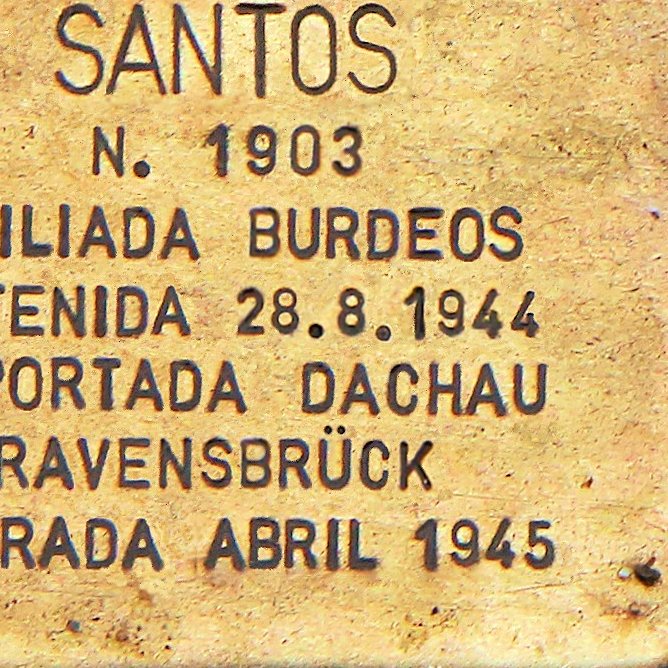 SANTOS
N. 1903
ILIADA BURDEOS
TENIDA 28.8.1944
PORTADA DACHAU
RAVENSBRÜCK
RADA ABRIL 1945